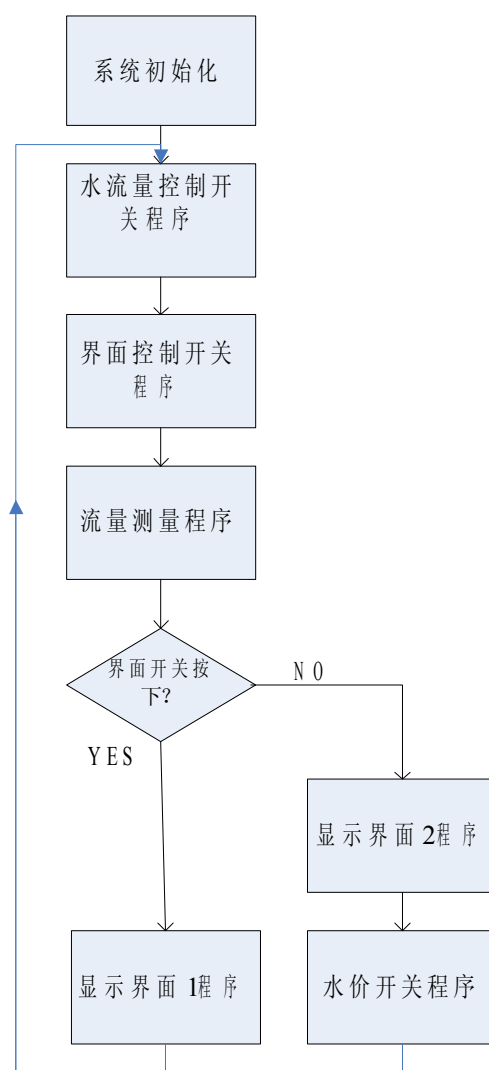 系统初始化
水流量控制开
关程序
界面控制开关
程序
流量测量程序
界面开关按
下?
NO
YES
显示界面2程序
显示界面1程序
水价开关程序